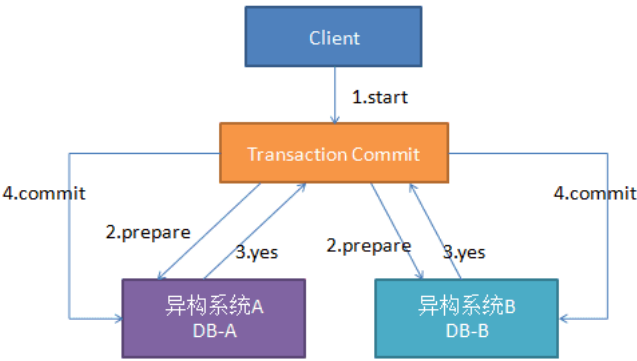 Client
1.start
Transaction Commit
4.commit
4.commit
2.prepare
3.yes
2.prepare
3.yes
异构系统A
DB-A
异构系统B
DB-B